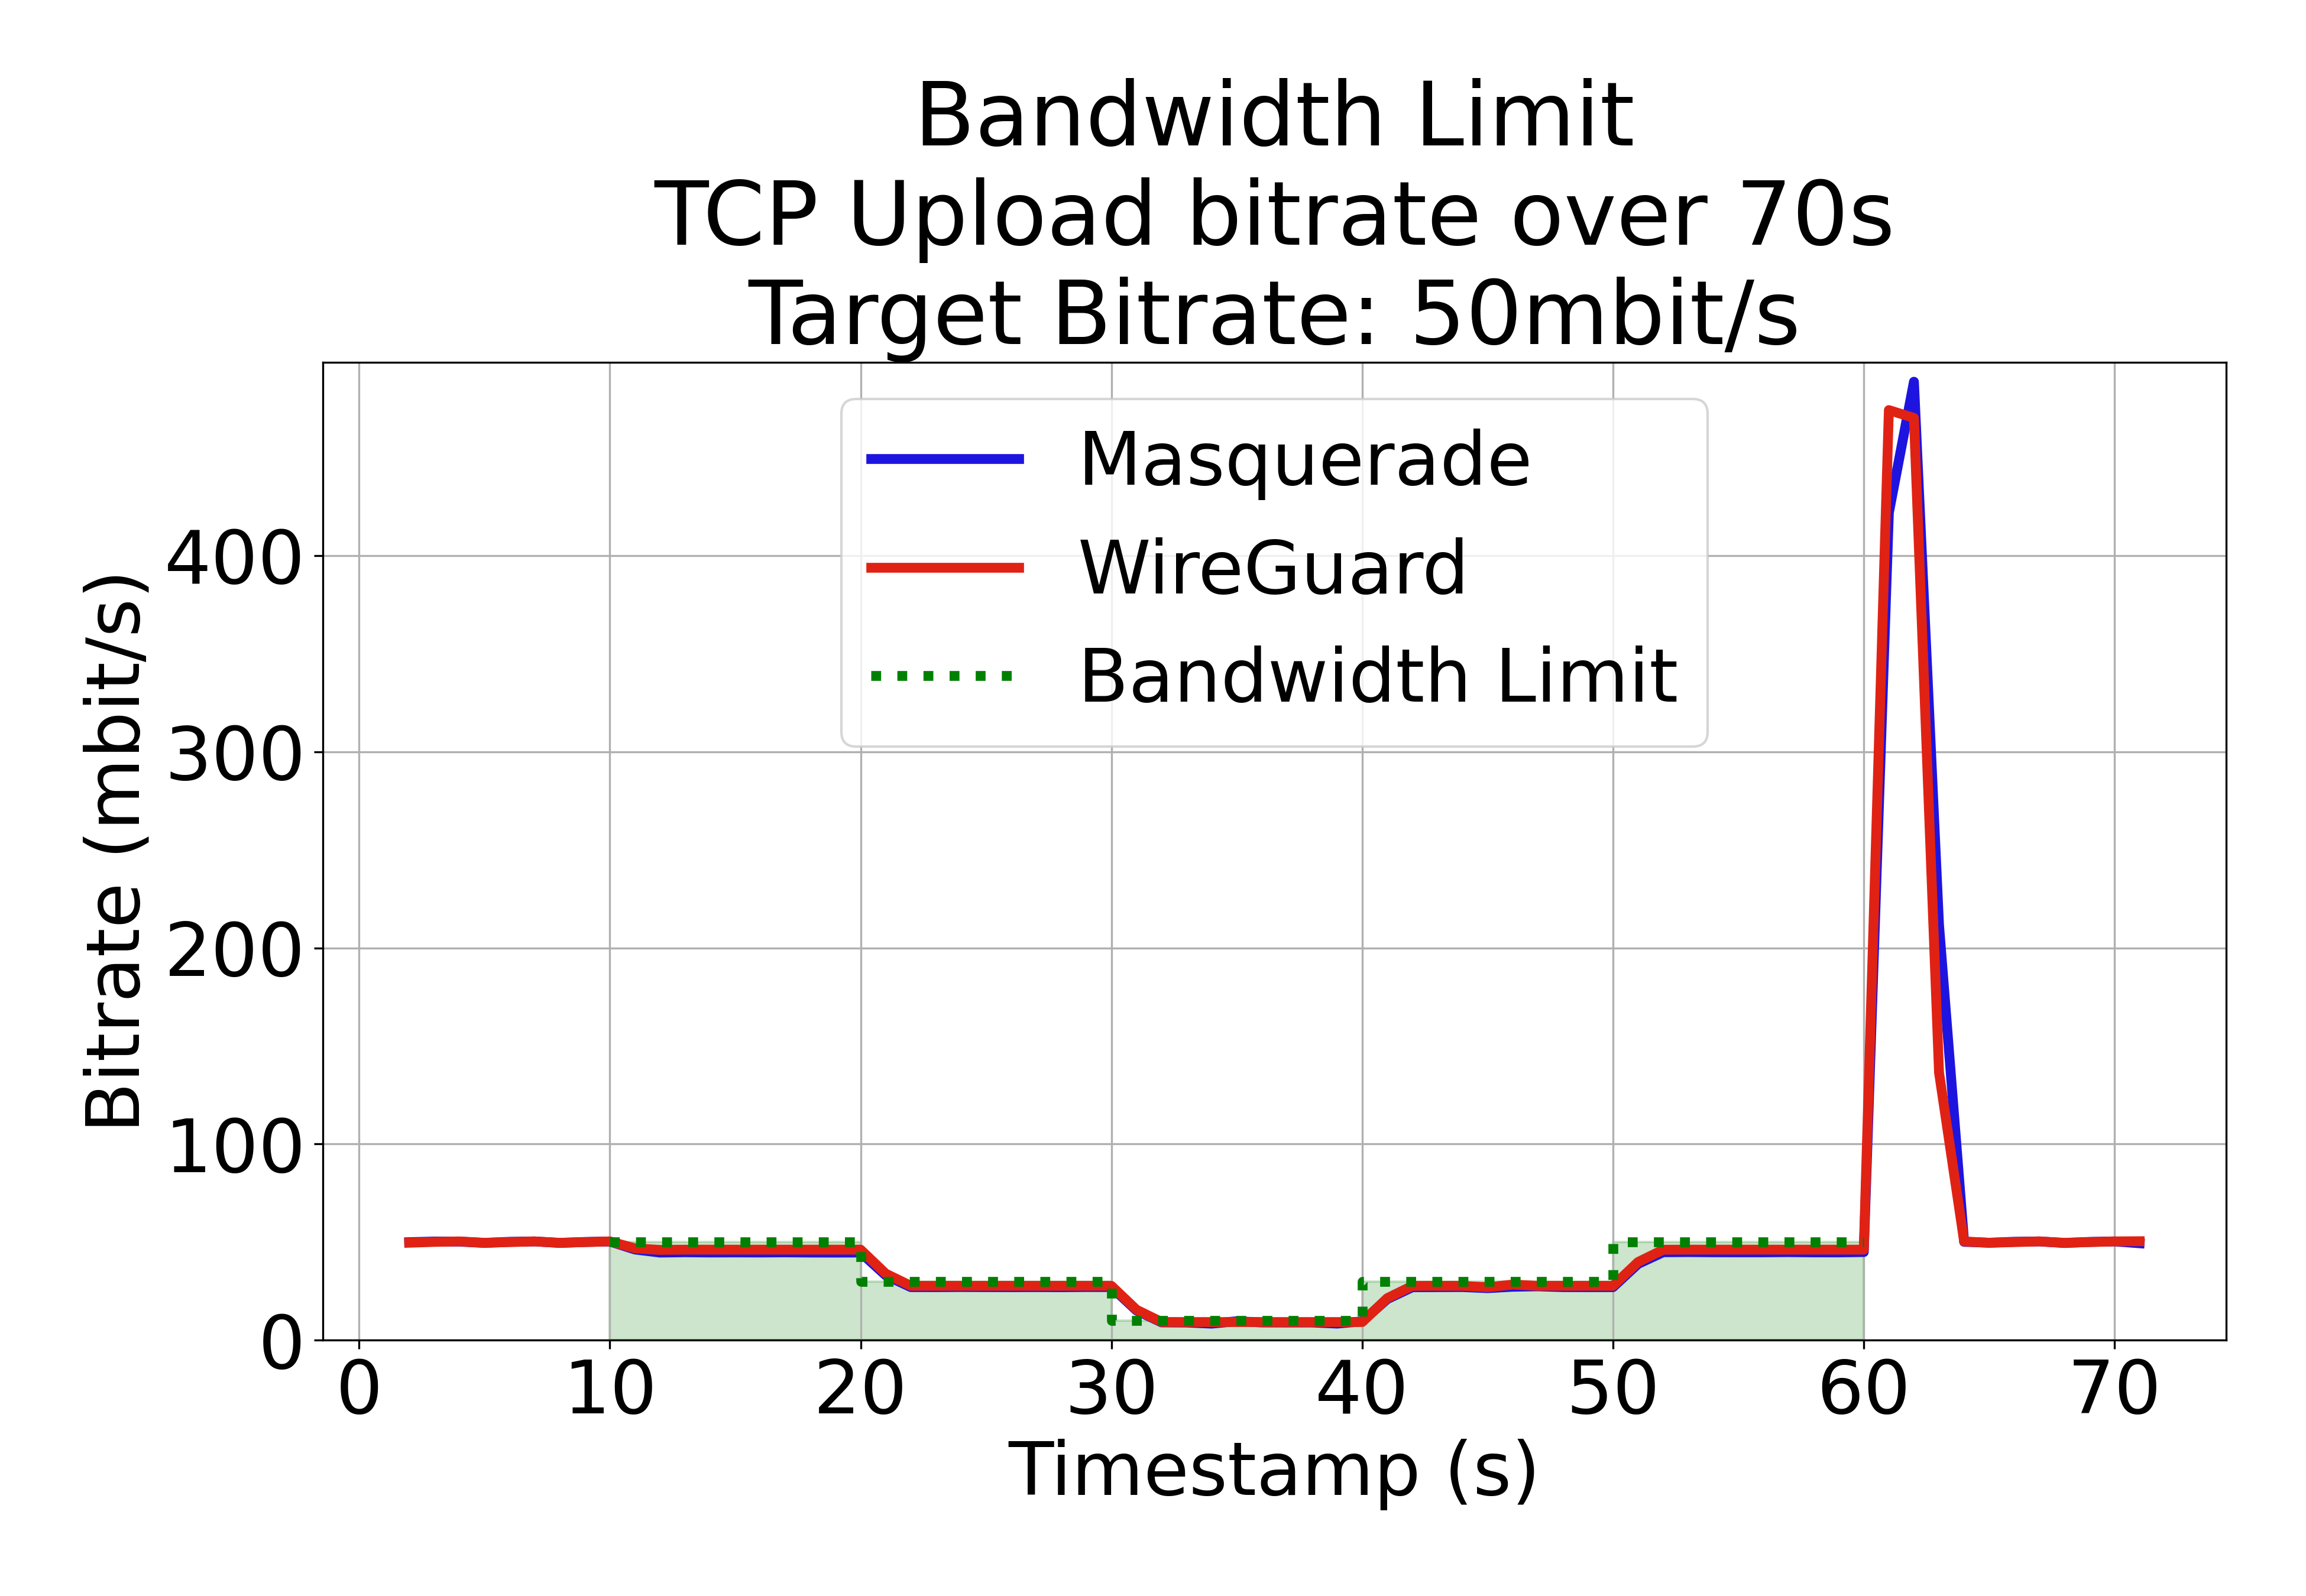 Bandwidth Limit
TCP Upload bitrate over 70s
Target Bitrate: 50mbit/s
Masquerade
WireGuard
Bandwidth Limit
Bitrate (mbit/s)
400
300
200
100
0
0 10 20 30 40 50 60 70
Timestamp (s)